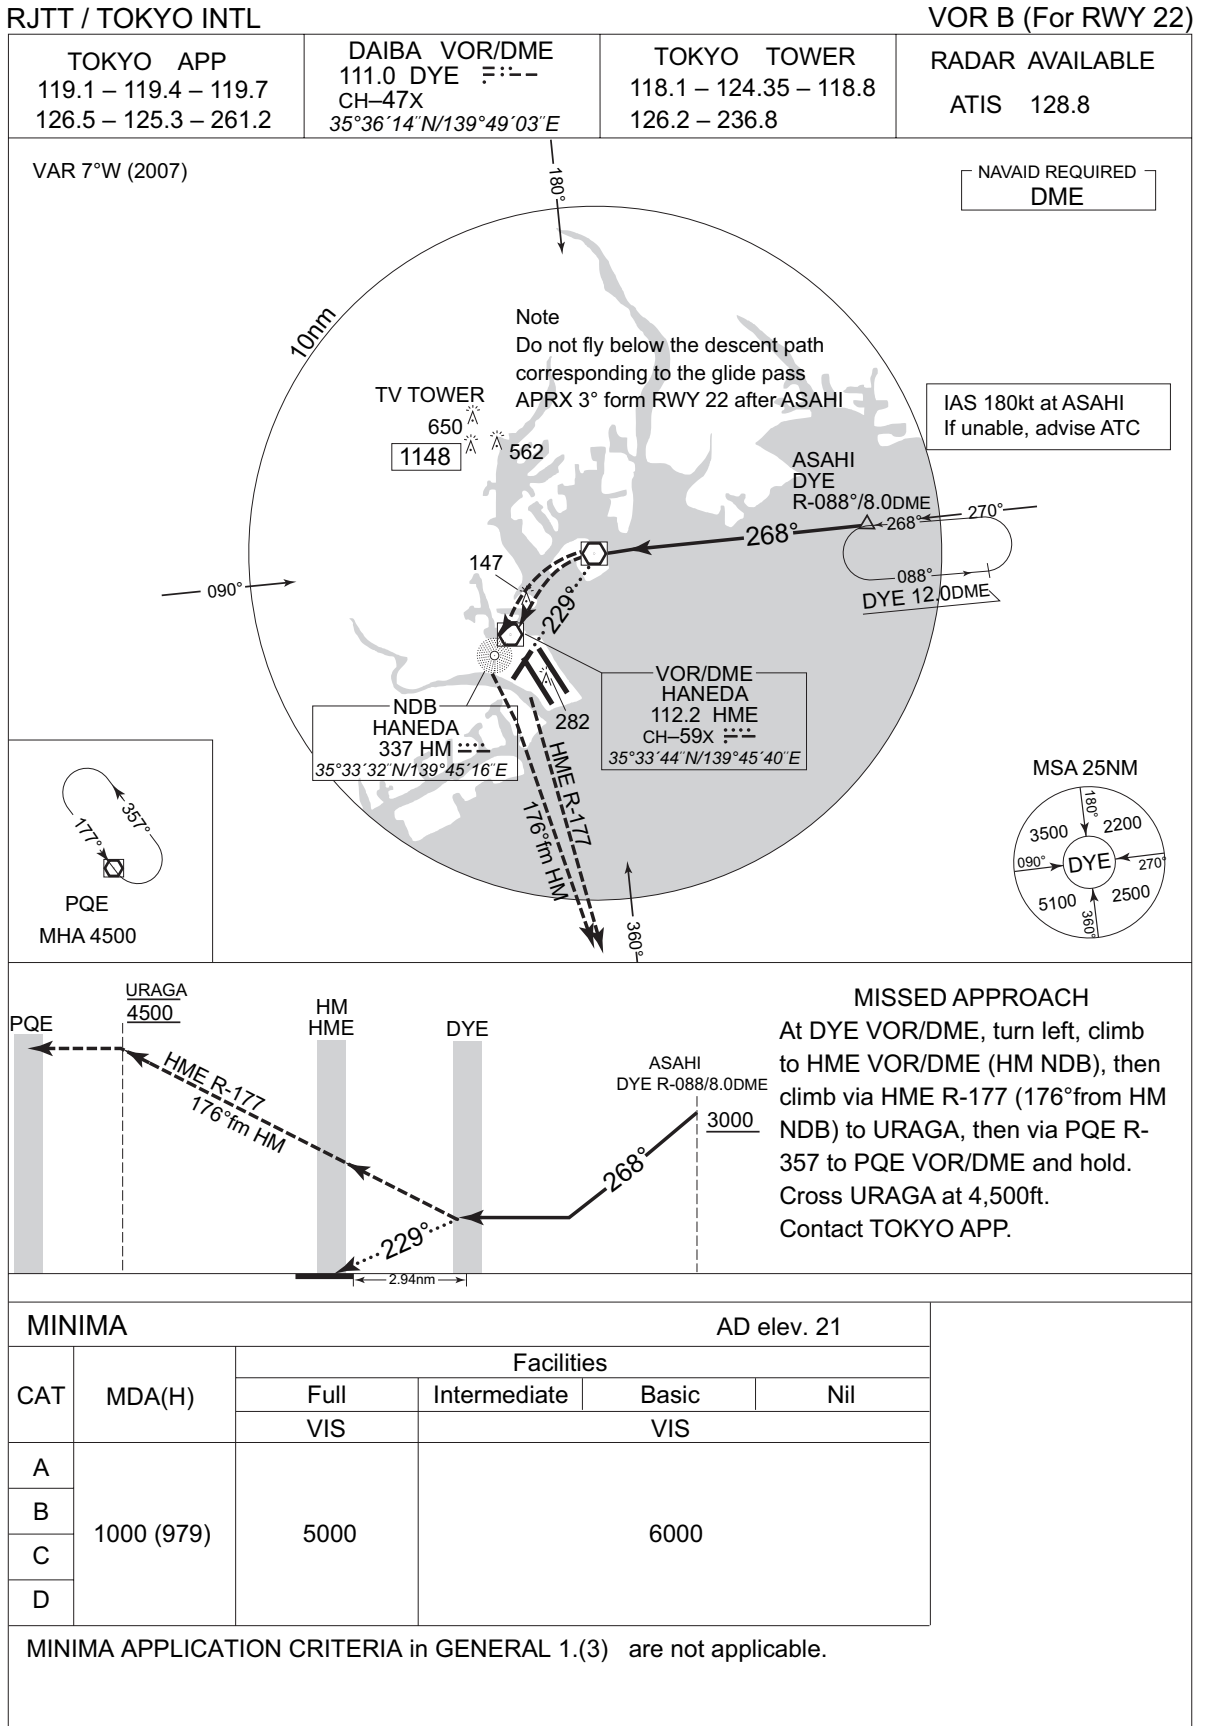 RJTT / TOKYO INTL
VOR B (For RWY 22)
TOKYO APP
119.1 – 119.4 – 119.7
126.5 – 125.3 – 261.2
DAIBA VOR/DME
111.0 DYE
CH–47X
35°36´14¨N/139°49´03¨E
TOKYO TOWER
118.1 – 124.35 – 118.8
126.2 – 236.8
RADAR AVAILABLE
ATIS 128.8
VAR 7°W (2007)
NAVAID REQUIRED
DME
180°
10nm
Note
Do not fly below the descent path
corresponding to the glide pass
APRX 3° form RWY 22 after ASAHI
TV TOWER
650
1148
562
IAS 180kt at ASAHI
If unable, advise ATC
ASAHI
DYE
R-088°/8.0DME
268°
268°
270°
088°
DYE 12.0DME
090°
147
229°
VOR/DME
HANEDA
112.2 HME
CH–59X
35°33´44¨N/139°45´40¨E
NDB
HANEDA
337 HM
35°33´32¨N/139°45´16¨E
282
HME R-177
176°fm HM
360°
177°
357°
PQE
MHA 4500
MSA 25NM
180°
3500
2200
090°
DYE
270°
5100
2500
360°
PQE
URAGA
4500
HM
HME
DYE
ASAHI
DYE R-088/8.0DME
3000
HME R-177
176°fm HM
268°
229°
2.94nm
MISSED APPROACH
At DYE VOR/DME, turn left, climb
to HME VOR/DME (HM NDB), then
climb via HME R-177 (176°from HM
NDB) to URAGA, then via PQE R-
357 to PQE VOR/DME and hold.
Cross URAGA at 4,500ft.
Contact TOKYO APP.
MINIMA
AD elev. 21
CAT
MDA(H)
Facilities
Full
Intermediate
Basic
Nil
VIS
VIS
A
B
C
D
1000 (979)
5000
6000
MINIMA APPLICATION CRITERIA in GENERAL 1.(3) are not applicable.